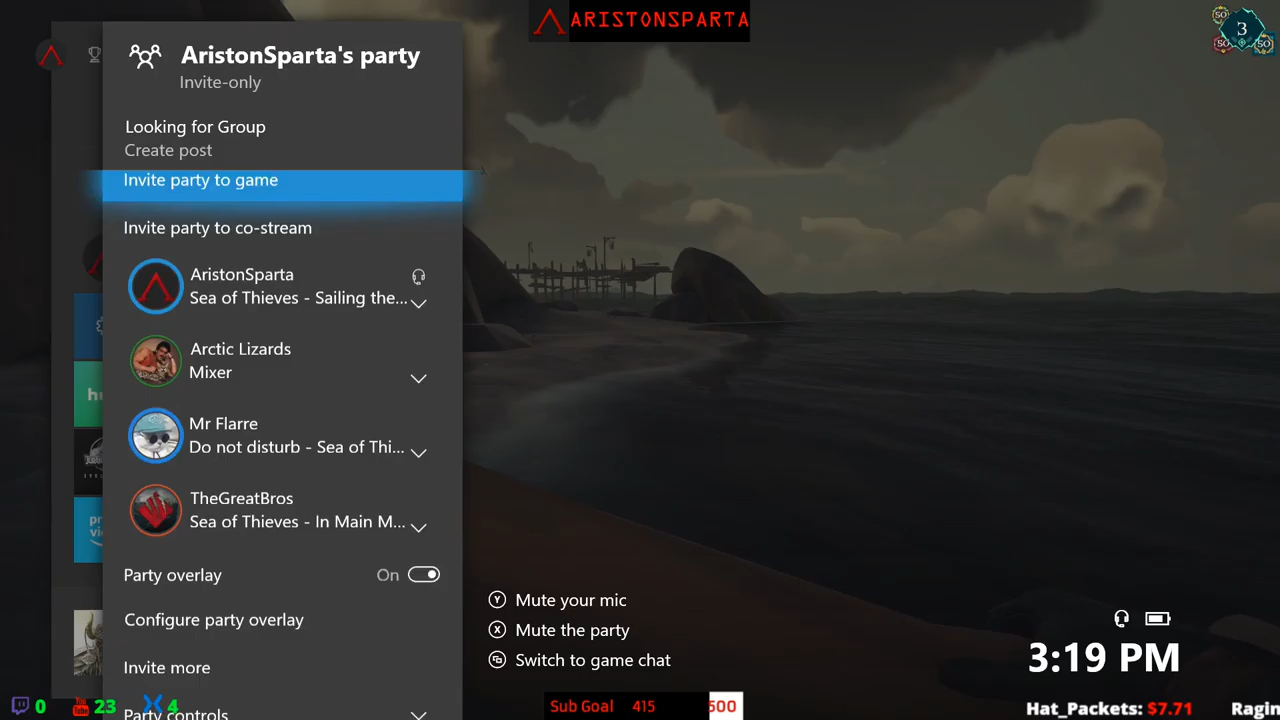 ARISTONSPARTA
3
SO
SO
SO
AristonSparta's party
Invite-only
Looking for Group
Create post
Invite party to game
Invite party to co-stream
AristonSparta
Sea of Thieves - Sailing the...
Arctic Lizards
Mixer
Mr Flarre
Do not disturb - Sea of Thi...
TheGreatBros
Sea of Thieves - In Main M...
Party overlay On
Configure party overlay
Invite more
Party controls
Y Mute your mic
X Mute the party
Switch to game chat
3:19 PM
0 23 4
Sub Goal 415 500
Hat_Packets: $7.71 Ragin